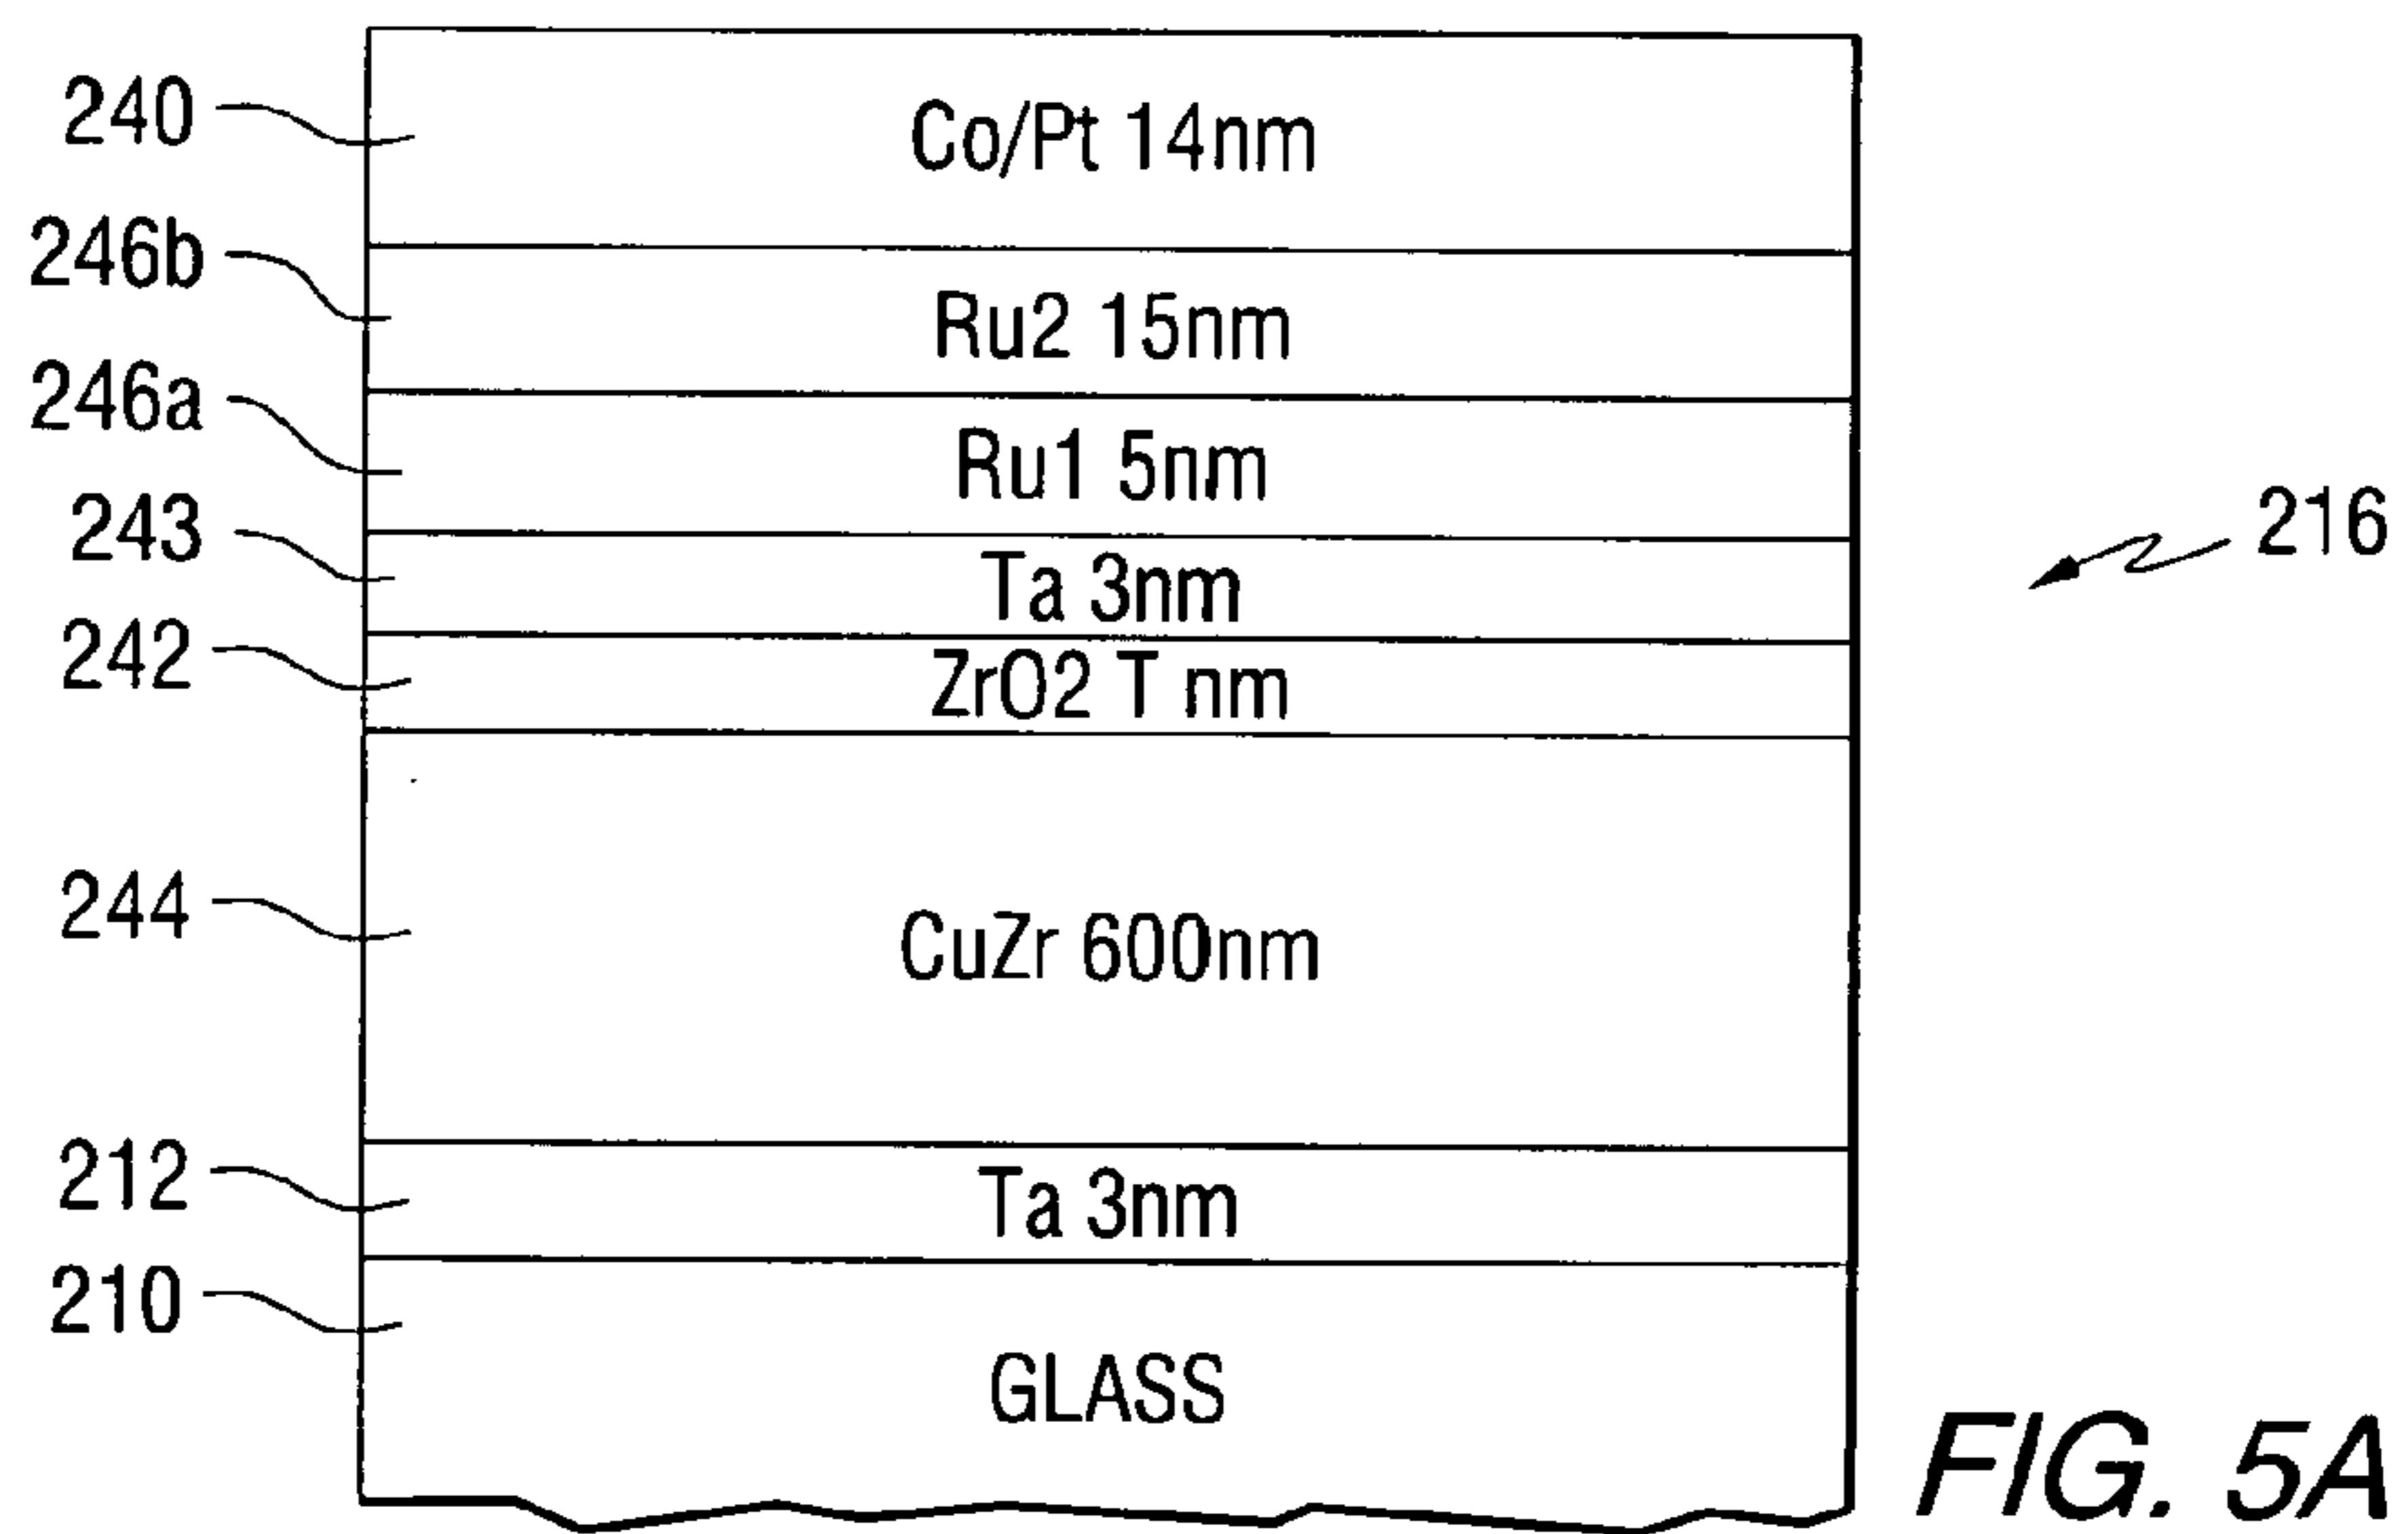 240
Co/Pt 14nm
246b
Ru2 15nm
246a
Ru1 5nm
243
Ta 3nm
216
242
ZrO2 T nm
244
CuZr 600nm
212
Ta 3nm
210
GLASS
FIG. 5A